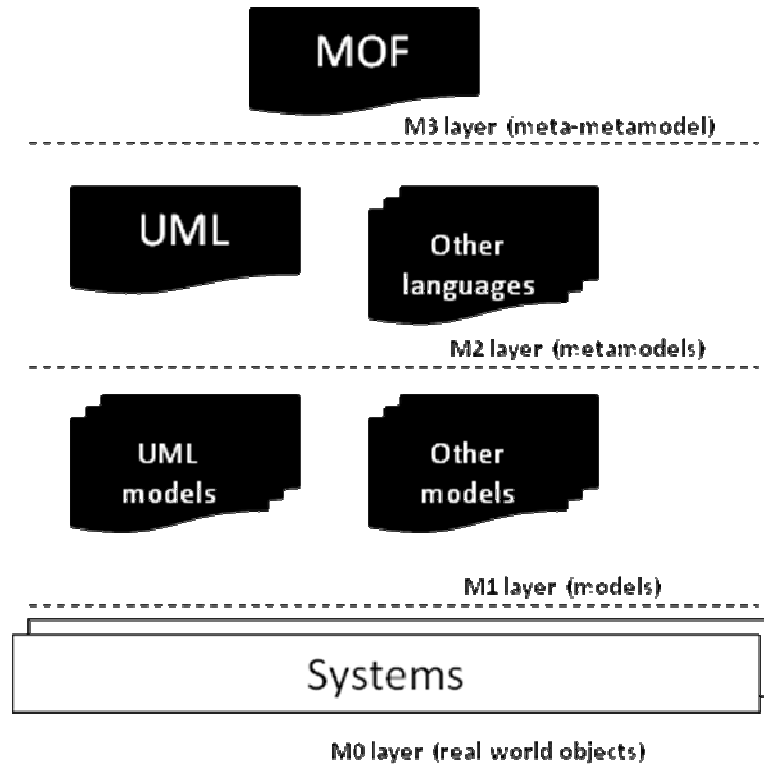 MOF
M3 layer (meta-metamodel)
UML
Other
languages
M2 layer (metamodels)
UML
models
Other
models
M1 layer (models)
Systems
M0 layer (real world objects)